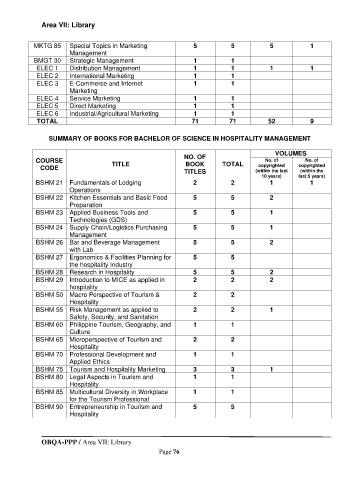 Area VII: Library
MKTG 85 Special Topics in Marketing Management 5 5 5 1
BMGT 30 Strategic Management 1 1
ELEC 1 Distribution Management 1 1 1 1
ELEC 2 International Marketing 1 1
ELEC 3 E-Commerce and Internet Marketing 1 1
ELEC 4 Service Marketing 1 1
ELEC 5 Direct Marketing 1 1
ELEC 6 Industrial/Agricultural Marketing 1 1
TOTAL 71 71 52 9
SUMMARY OF BOOKS FOR BACHELOR OF SCIENCE IN HOSPITALITY MANAGEMENT
COURSE CODE TITLE NO. OF BOOK TITLES TOTAL VOLUMES
No. of copyrighted (within the last 10 years) No. of copyrighted (within the last 5 years)
BSHM 21 Fundamentals of Lodging Operations 2 2 1 1
BSHM 22 Kitchen Essentials and Basic Food Preparation 5 5 2
BSHM 23 Applied Business Tools and Technologies (GDS) 5 5 1
BSHM 24 Supply Chain/Logistics Purchasing Management 5 5 1
BSHM 26 Bar and Beverage Management with Lab 5 5 2
BSHM 27 Ergonomics & Facilities Planning for the hospitality Industry 5 5
BSHM 28 Research in Hospitality 5 5 2
BSHM 29 Introduction to MICE as applied in hospitality 2 2 2
BSHM 50 Macro Perspective of Tourism & Hospitality 2 2
BSHM 55 Risk Management as applied to Safety, Security, and Sanitation 2 2 1
BSHM 60 Philippine Tourism, Geography, and Culture 1 1
BSHM 65 Microperspective of Tourism and Hospitality 2 2
BSHM 70 Professional Development and Applied Ethics 1 1
BSHM 75 Tourism and Hospitality Marketing 3 3 1
BSHM 80 Legal Aspects in Tourism and Hospitality 1 1
BSHM 85 Multicultural Diversity in Workplace for the Tourism Professional 1 1
BSHM 90 Entrepreneurship in Tourism and Hospitality 5 5
OBQA-PPP / Area VII: Library
Page 76